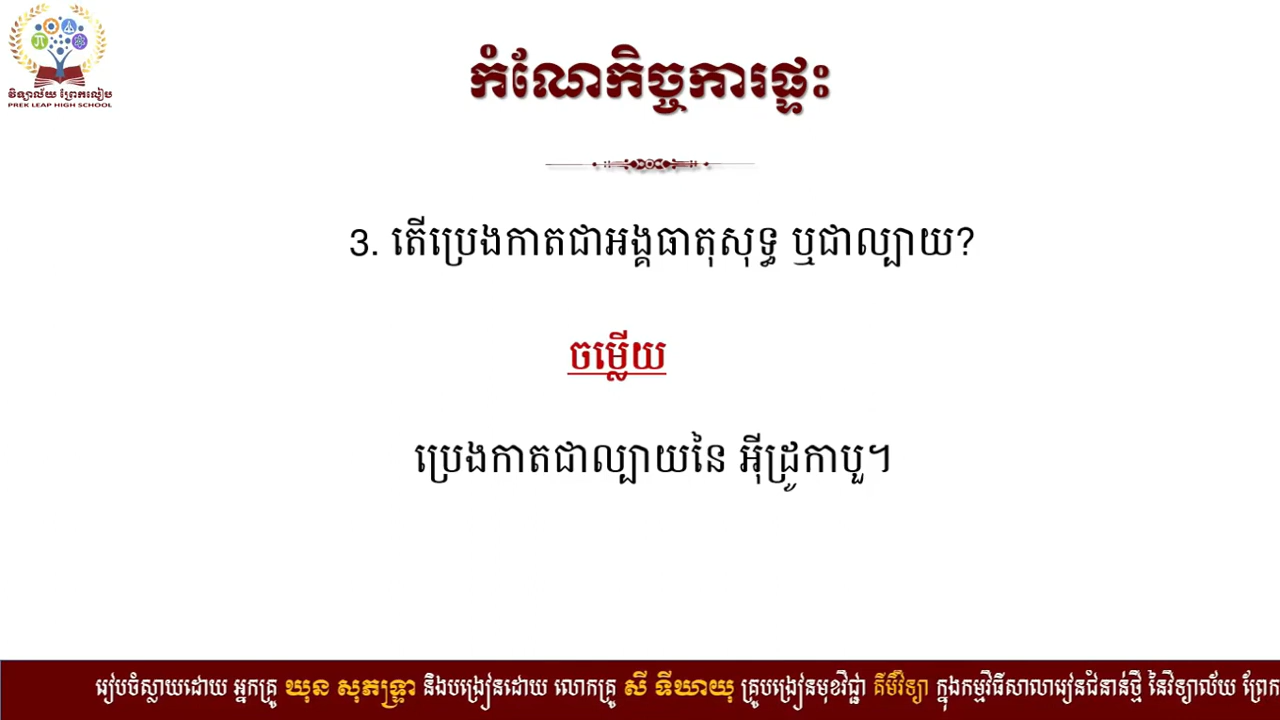 វិទ្យាល័យ ព្រែកលៀប
PREK LEAP HIGH SCHOOL
កំណែកិច្ចការផ្ទះ
3. តើប្រេងកាតជាអង្គធាតុសុទ្ធ ឬជាល្បាយ?
ចម្លើយ
ប្រេងកាតជាល្បាយនៃ អ៊ីដ្រូកាបួ។
រៀបចំស្លាយដោយ អ្នកគ្រូ ឃុន សុភន្ទ្រា និងបង្រៀនដោយ លោកគ្រូ សី ទីឃាយុ គ្រូបង្រៀនមុខវិជ្ជា គីមីវិទ្យា ក្នុងកម្មវិធីសាលារៀនជំនាន់ថ្មី នៃវិទ្យាល័យ ព្រែក